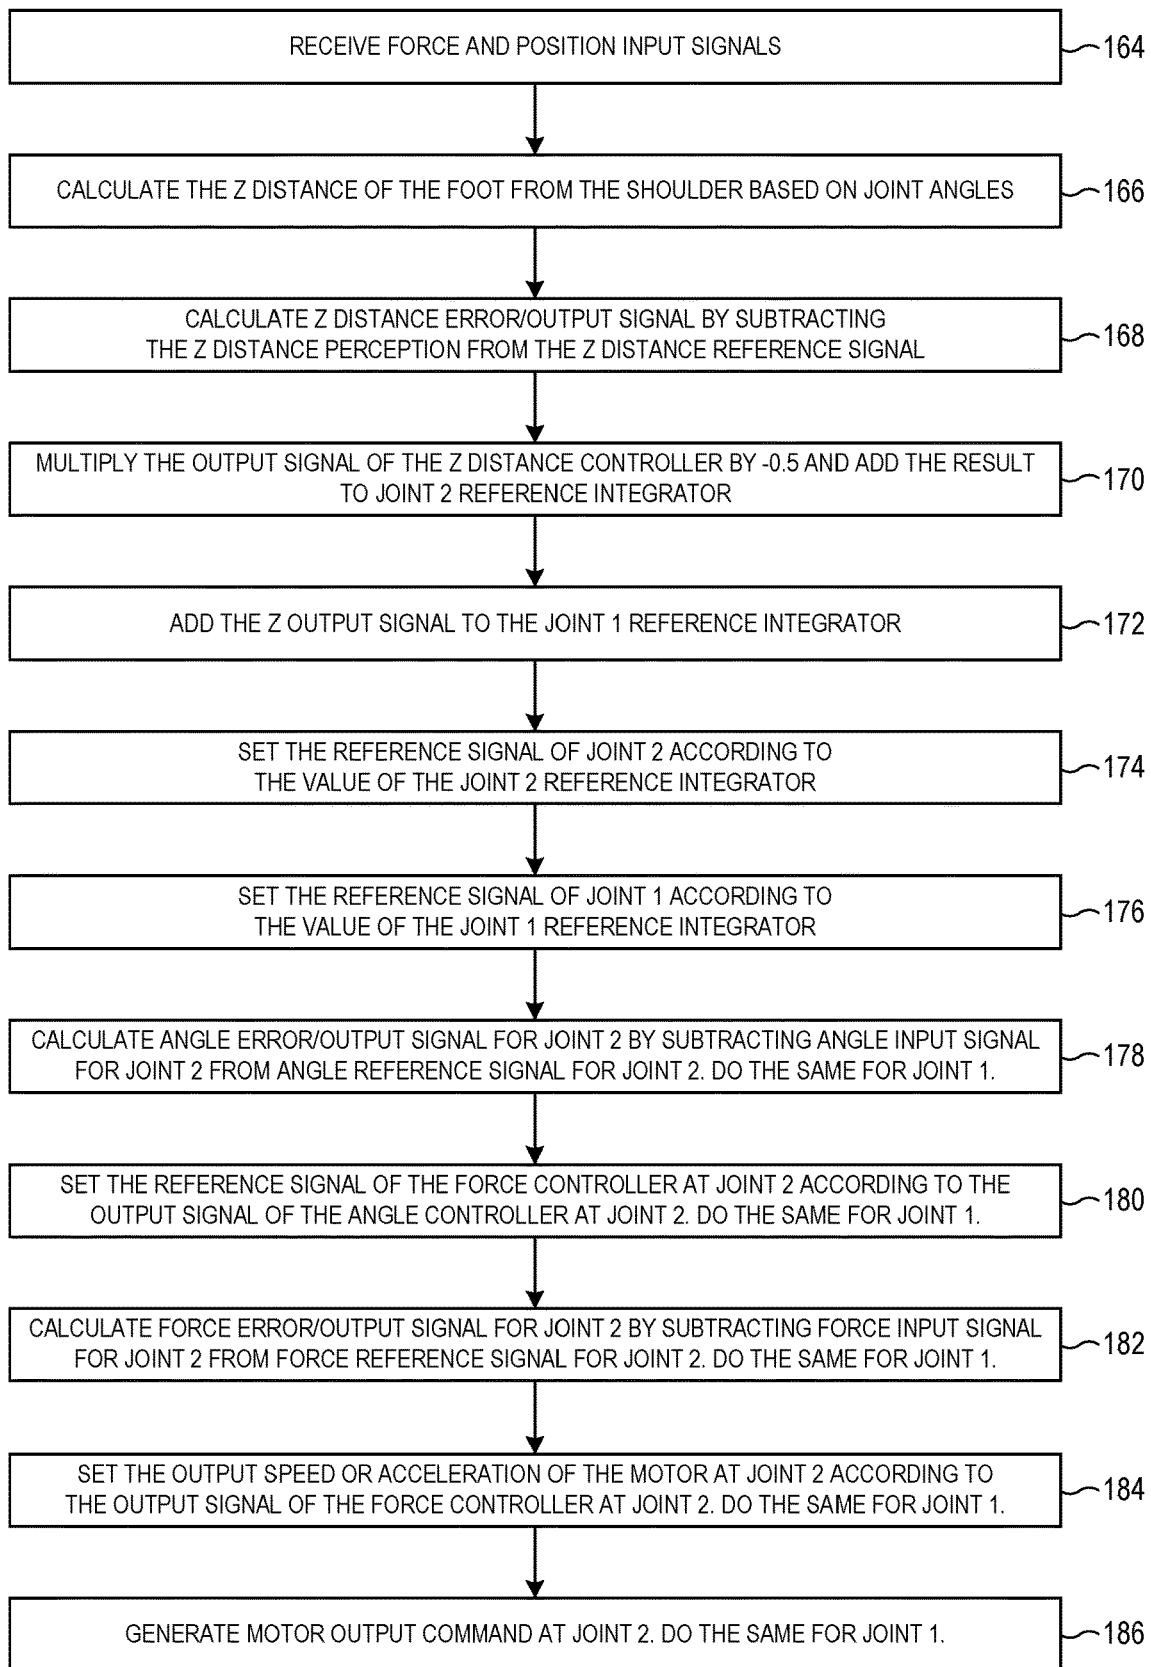 RECEIVE FORCE AND POSITION INPUT SIGNALS
164
CALCULATE THE Z DISTANCE OF THE FOOT FROM THE SHOULDER BASED ON JOINT ANGLES
166
CALCULATE Z DISTANCE ERROR/OUTPUT SIGNAL BY SUBTRACTING
THE Z DISTANCE PERCEPTION FROM THE Z DISTANCE REFERENCE SIGNAL
168
MULTIPLY THE OUTPUT SIGNAL OF THE Z DISTANCE CONTROLLER BY -0.5 AND ADD THE RESULT
TO JOINT 2 REFERENCE INTEGRATOR
170
ADD THE Z OUTPUT SIGNAL TO THE JOINT 1 REFERENCE INTEGRATOR
172
SET THE REFERENCE SIGNAL OF JOINT 2 ACCORDING TO
THE VALUE OF THE JOINT 2 REFERENCE INTEGRATOR
174
SET THE REFERENCE SIGNAL OF JOINT 1 ACCORDING TO
THE VALUE OF THE JOINT 1 REFERENCE INTEGRATOR
176
CALCULATE ANGLE ERROR/OUTPUT SIGNAL FOR JOINT 2 BY SUBTRACTING ANGLE INPUT SIGNAL
FOR JOINT 2 FROM ANGLE REFERENCE SIGNAL FOR JOINT 2. DO THE SAME FOR JOINT 1.
178
SET THE REFERENCE SIGNAL OF THE FORCE CONTROLLER AT JOINT 2 ACCORDING TO THE
OUTPUT SIGNAL OF THE ANGLE CONTROLLER AT JOINT 2. DO THE SAME FOR JOINT 1.
180
CALCULATE FORCE ERROR/OUTPUT SIGNAL FOR JOINT 2 BY SUBTRACTING FORCE INPUT SIGNAL
FOR JOINT 2 FROM FORCE REFERENCE SIGNAL FOR JOINT 2. DO THE SAME FOR JOINT 1.
182
SET THE OUTPUT SPEED OR ACCELERATION OF THE MOTOR AT JOINT 2 ACCORDING TO
THE OUTPUT SIGNAL OF THE FORCE CONTROLLER AT JOINT 2. DO THE SAME FOR JOINT 1.
184
GENERATE MOTOR OUTPUT COMMAND AT JOINT 2. DO THE SAME FOR JOINT 1.
186